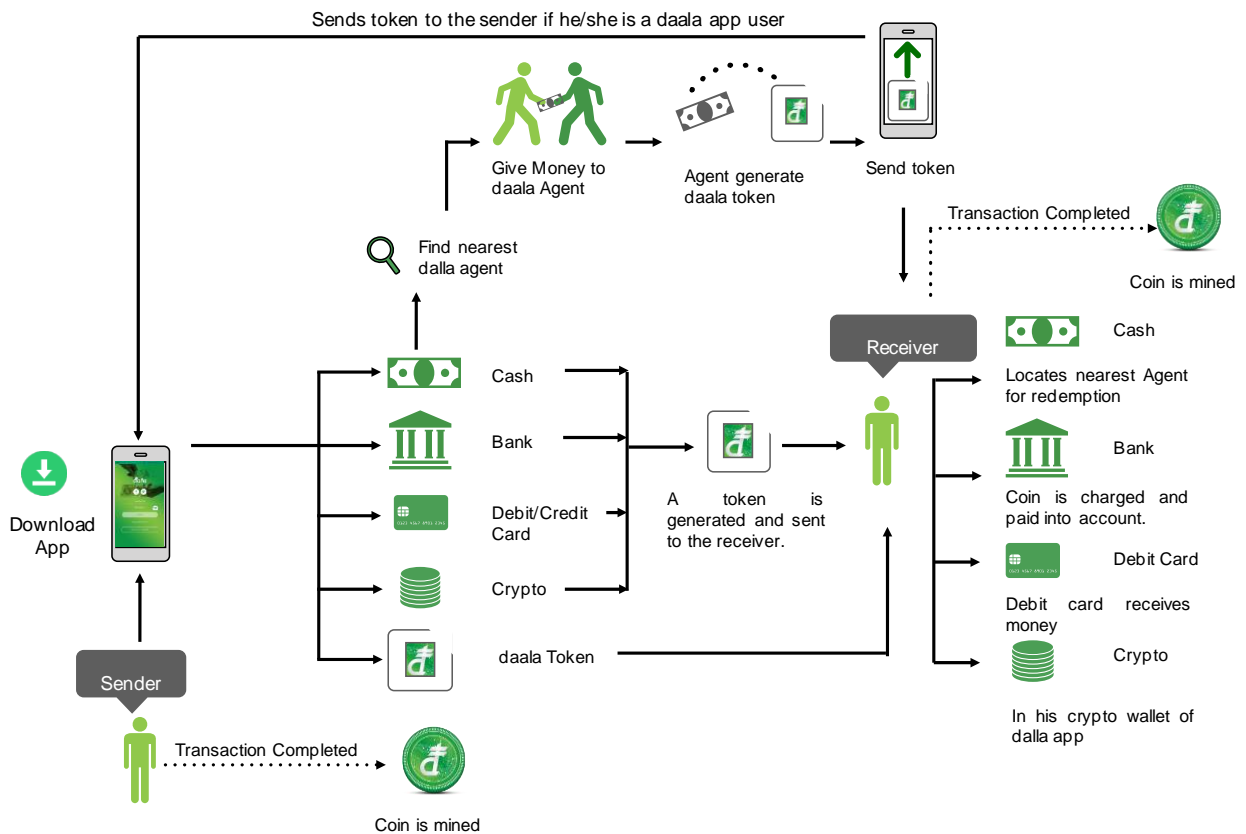 Sends token to the sender if he/she is a daala app user
Give Money to
daala Agent
Agent generate
daala token
Send token
Transaction Completed
Coin is mined
Find nearest
dalla agent
Receiver
Cash
Locates nearest Agent
for redemption
Bank
Coin is charged and
paid into account.
Debit Card
Debit card receives
money
Crypto
In his crypto wallet of
dalla app
Cash
Bank
Debit/Credit
Card
Crypto
daala Token
A token is
generated and sent
to the receiver.
Download
App
Sender
Transaction Completed
Coin is mined